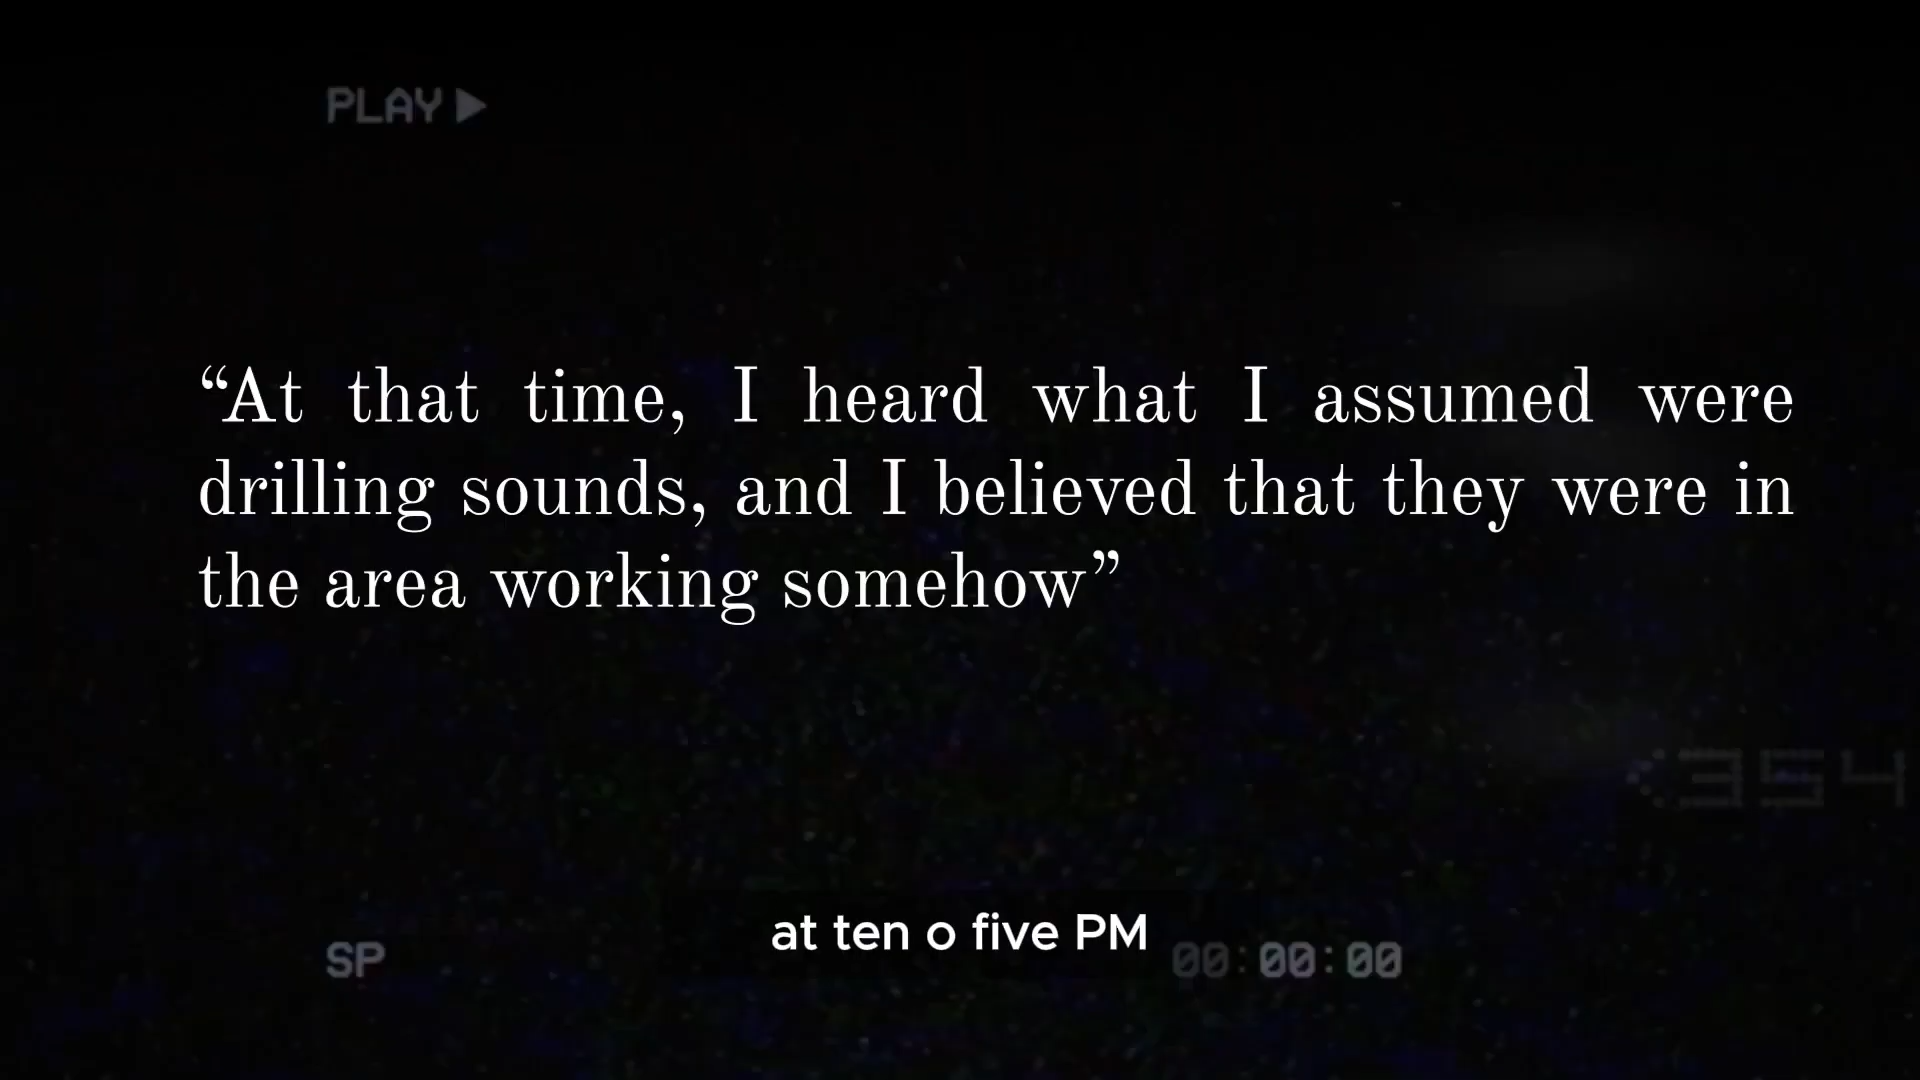 PLAY
“At that time, I heard what I assumed were
drilling sounds, and I believed that they were in
the area working somehow”
354
at ten o five PM
SP
00:00:00